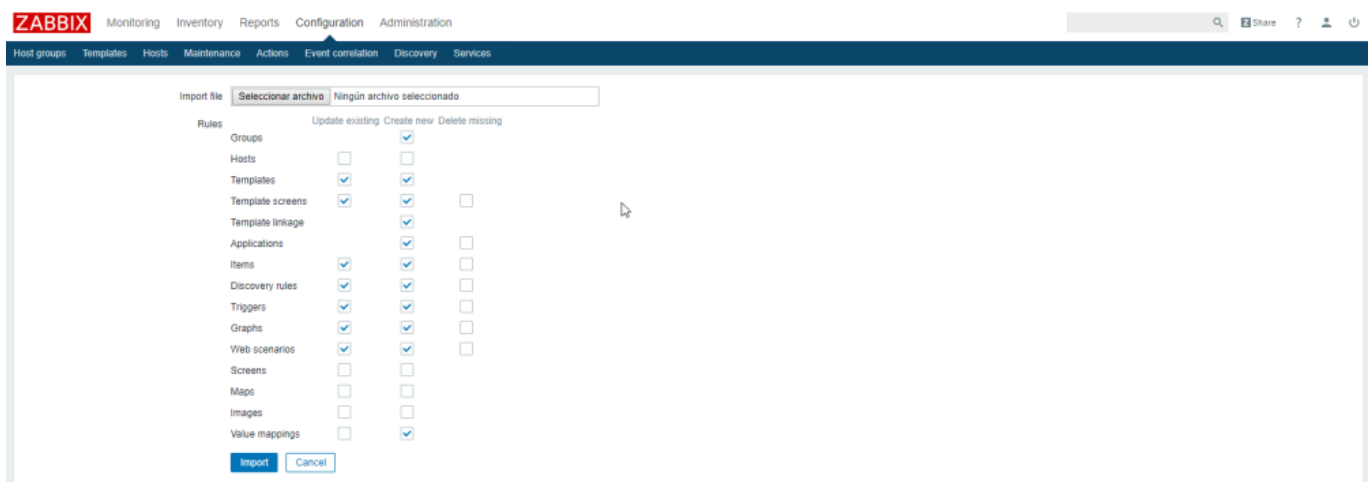 ZABBIX Monitoring Inventory Reports Configuration Administration Z Share ?
Host groups Templates Hosts Maintenance Actions Event correlation Discovery Services
Import file Seleccionar archivo Ningún archivo seleccionado
Rules Update existing Create new Delete missing
Groups
Hosts
Templates
Template screens
Template linkage
Applications
Items
Discovery rules
Triggers
Graphs
Web scenarios
Screens
Maps
Images
Value mappings
Import Cancel